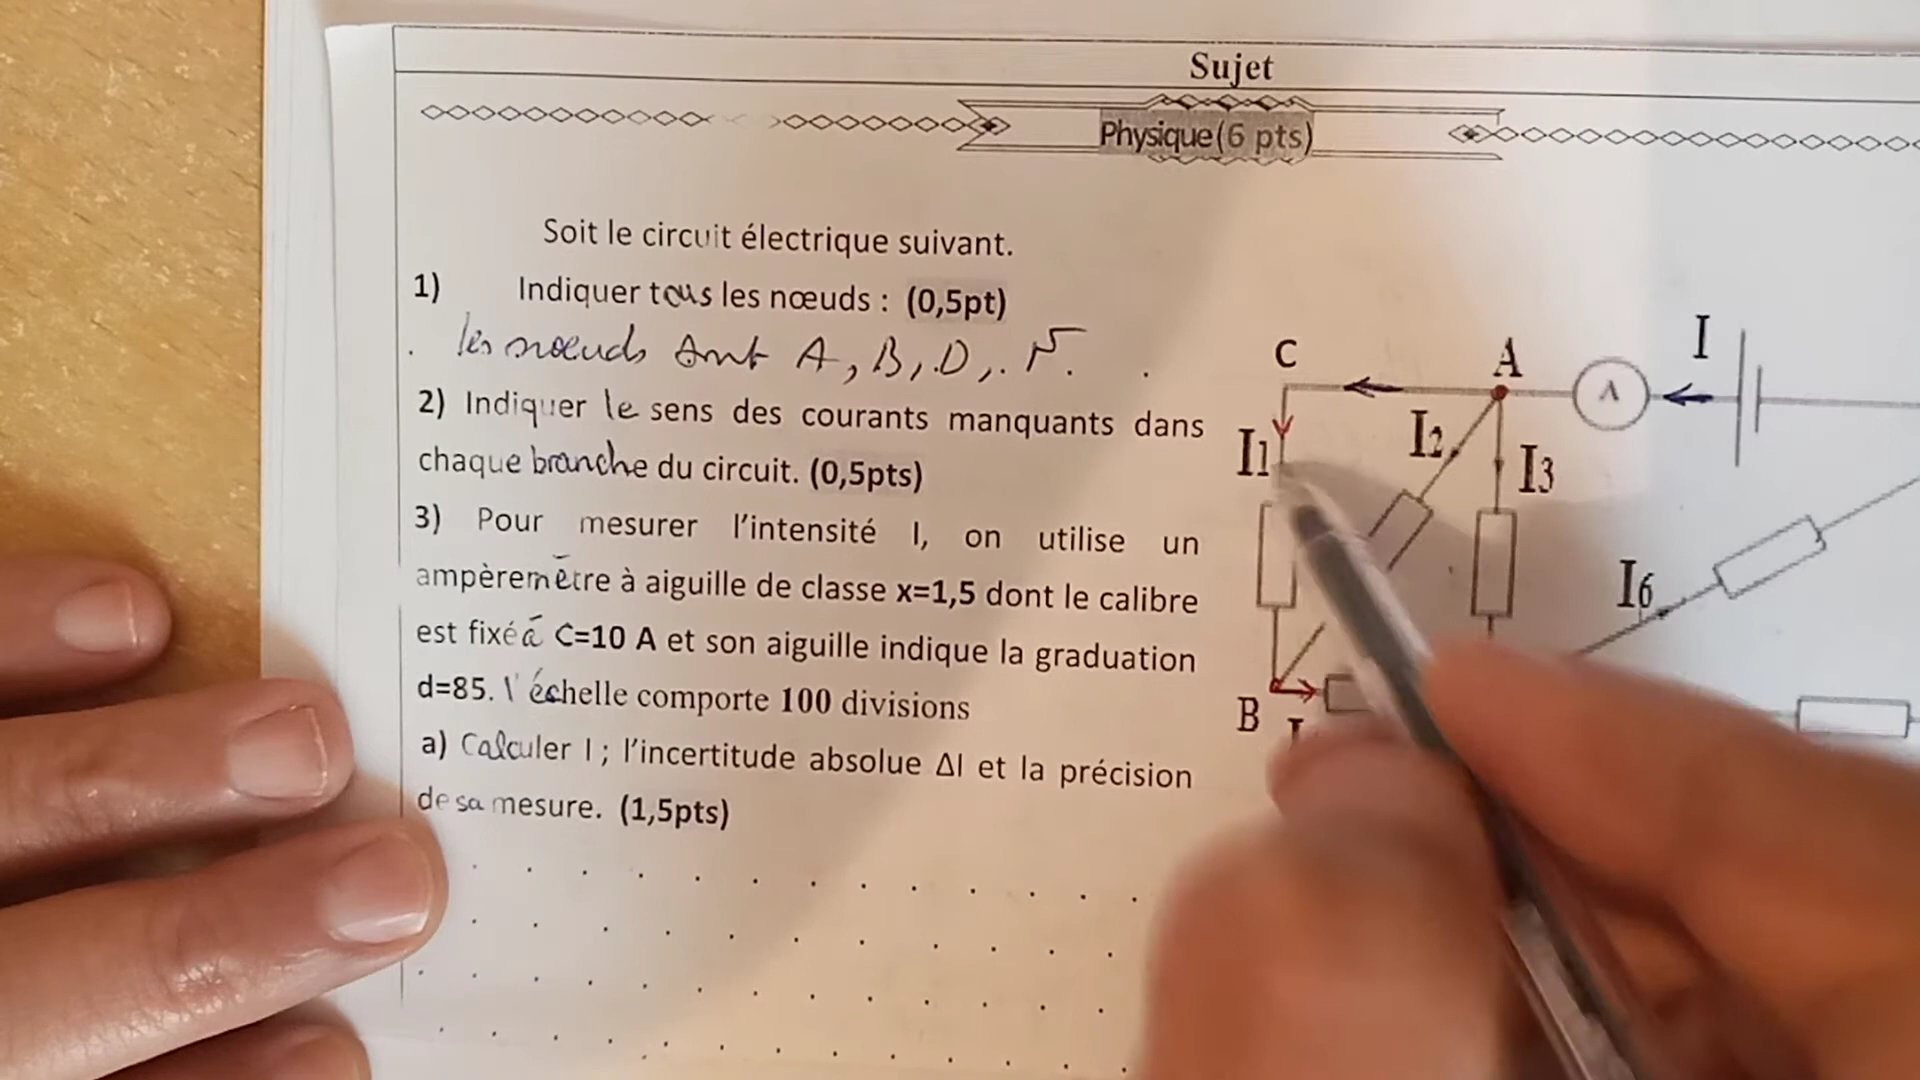 Sujet
Physique(6 pts)
Soit le circuit électrique suivant.
1) Indiquer tous les nœuds : (0,5pt)
les nœuds sont A, B, D,
2) Indiquer le sens des courants manquants dans
chaque branche du circuit. (0,5pts)
3) Pour mesurer l'intensité I, on utilise un
ampèremètre à aiguille de classe x=1,5 dont le calibre
est fixé à C=10 A et son aiguille indique la graduation
d=85. l'échelle comporte 100 divisions
a) Calculer I ; l'incertitude absolue ΔI et la précision
de sa mesure. (1,5pts)
C
A
A
I
I1
I2
I3
I6
B